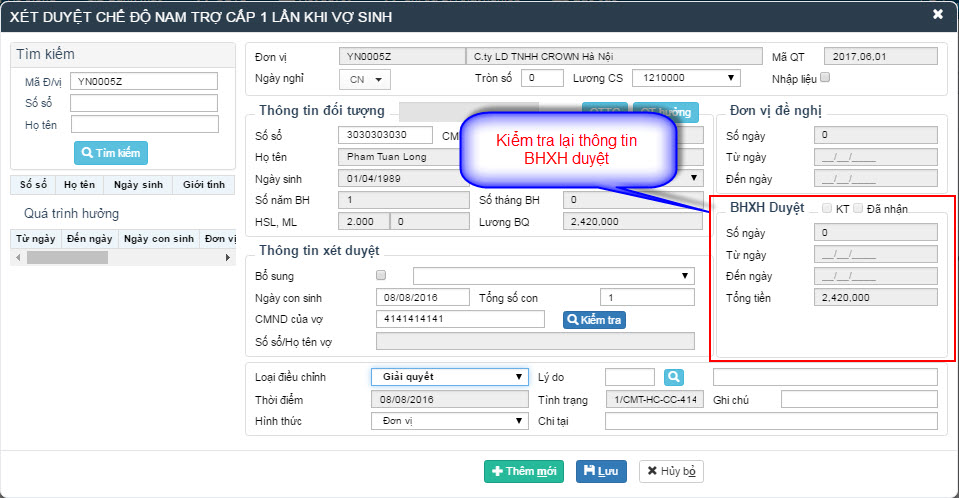 XÉT DUYỆT CHẾ ĐỘ NAM TRỢ CẤP 1 LẦN KHI VỢ SINH
Tìm kiếm
Mã Đ/vị YN0005Z
Số sổ
Họ tên
Tìm kiếm
Số sổ Họ tên Ngày sinh Giới tính
Quá trình hưởng
Từ ngày Đến ngày Ngày con sinh Đơn vị
Đơn vị YN0005Z C.ty LD TNHH CROWN Hà Nội Mã QT 2017.06.01
Ngày nghỉ CN Tròn số 0 Lương CS 1210000 Nhập liệu
Thông tin đối tượng QTTG QT hưởng
Số sổ 3030303030
Họ tên Pham Tuan Long
Ngày sinh 01/04/1989
Số năm BH 1 Số tháng BH 0
HSL, ML 2.000 0 Lương BQ 2,420,000
Kiểm tra lại thông tin
BHXH duyệt
Đơn vị đề nghị
Số ngày 0
Từ ngày __/__/____
Đến ngày __/__/____
BHXH Duyệt KT Đã nhận
Số ngày 0
Từ ngày __/__/____
Đến ngày __/__/____
Tổng tiền 2,420,000
Thông tin xét duyệt
Bổ sung
Ngày con sinh 08/08/2016 Tổng số con 1
CMND của vợ 4141414141 Kiểm tra
Số sổ/Họ tên vợ
Loại điều chỉnh Giải quyết Lý do
Thời điểm 08/08/2016 Tình trạng 1/CMT-HC-CC-414 Ghi chú
Hình thức Đơn vị Chi tại
Thêm mới Lưu Hủy bỏ